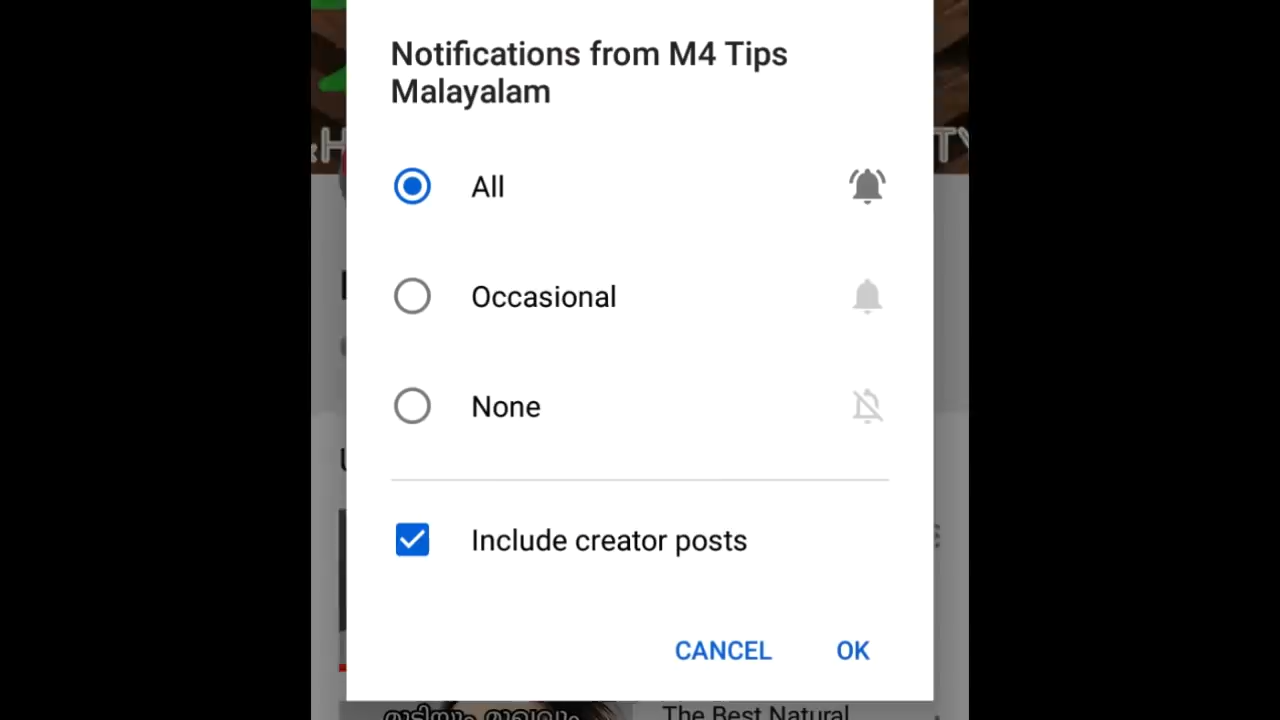 Notifications from M4 Tips
Malayalam
All
Occasional
None
Include creator posts
CANCEL
OK
The Best Natural